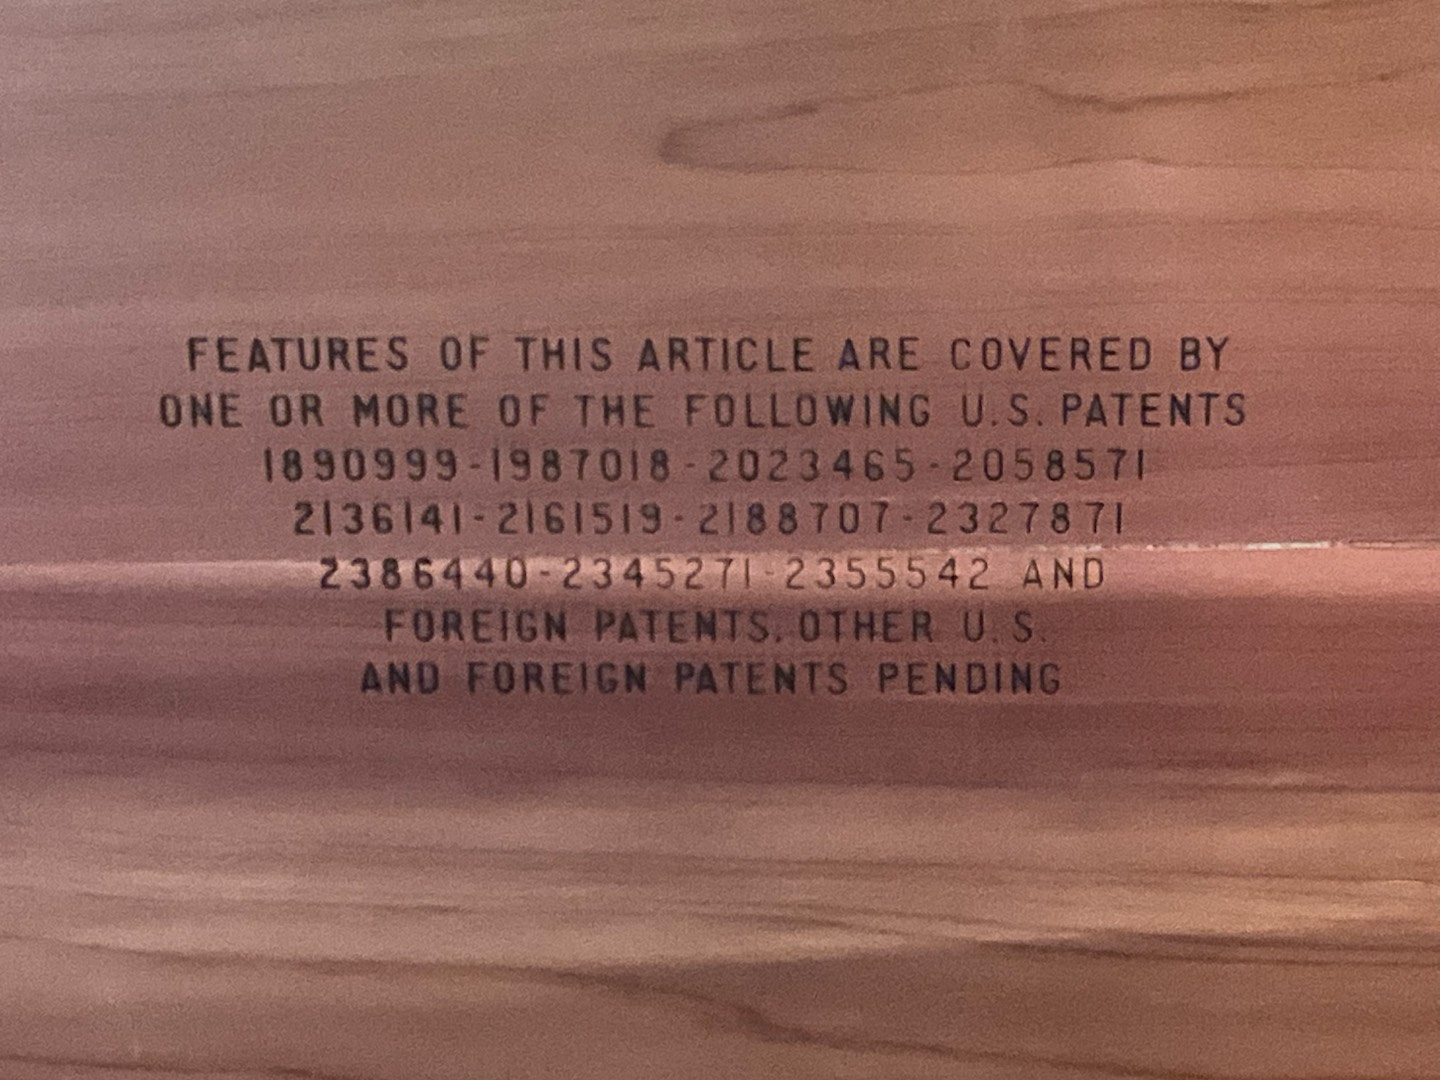 FEATURES OF THIS ARTICLE ARE COVERED BY
ONE OR MORE OF THE FOLLOWING U.S. PATENTS
1890999-1987018-2023465-2058571
2136141-2161519-2188707-2327871
2386440-2345271-2355542 AND
FOREIGN PATENTS. OTHER U.S.
AND FOREIGN PATENTS PENDING